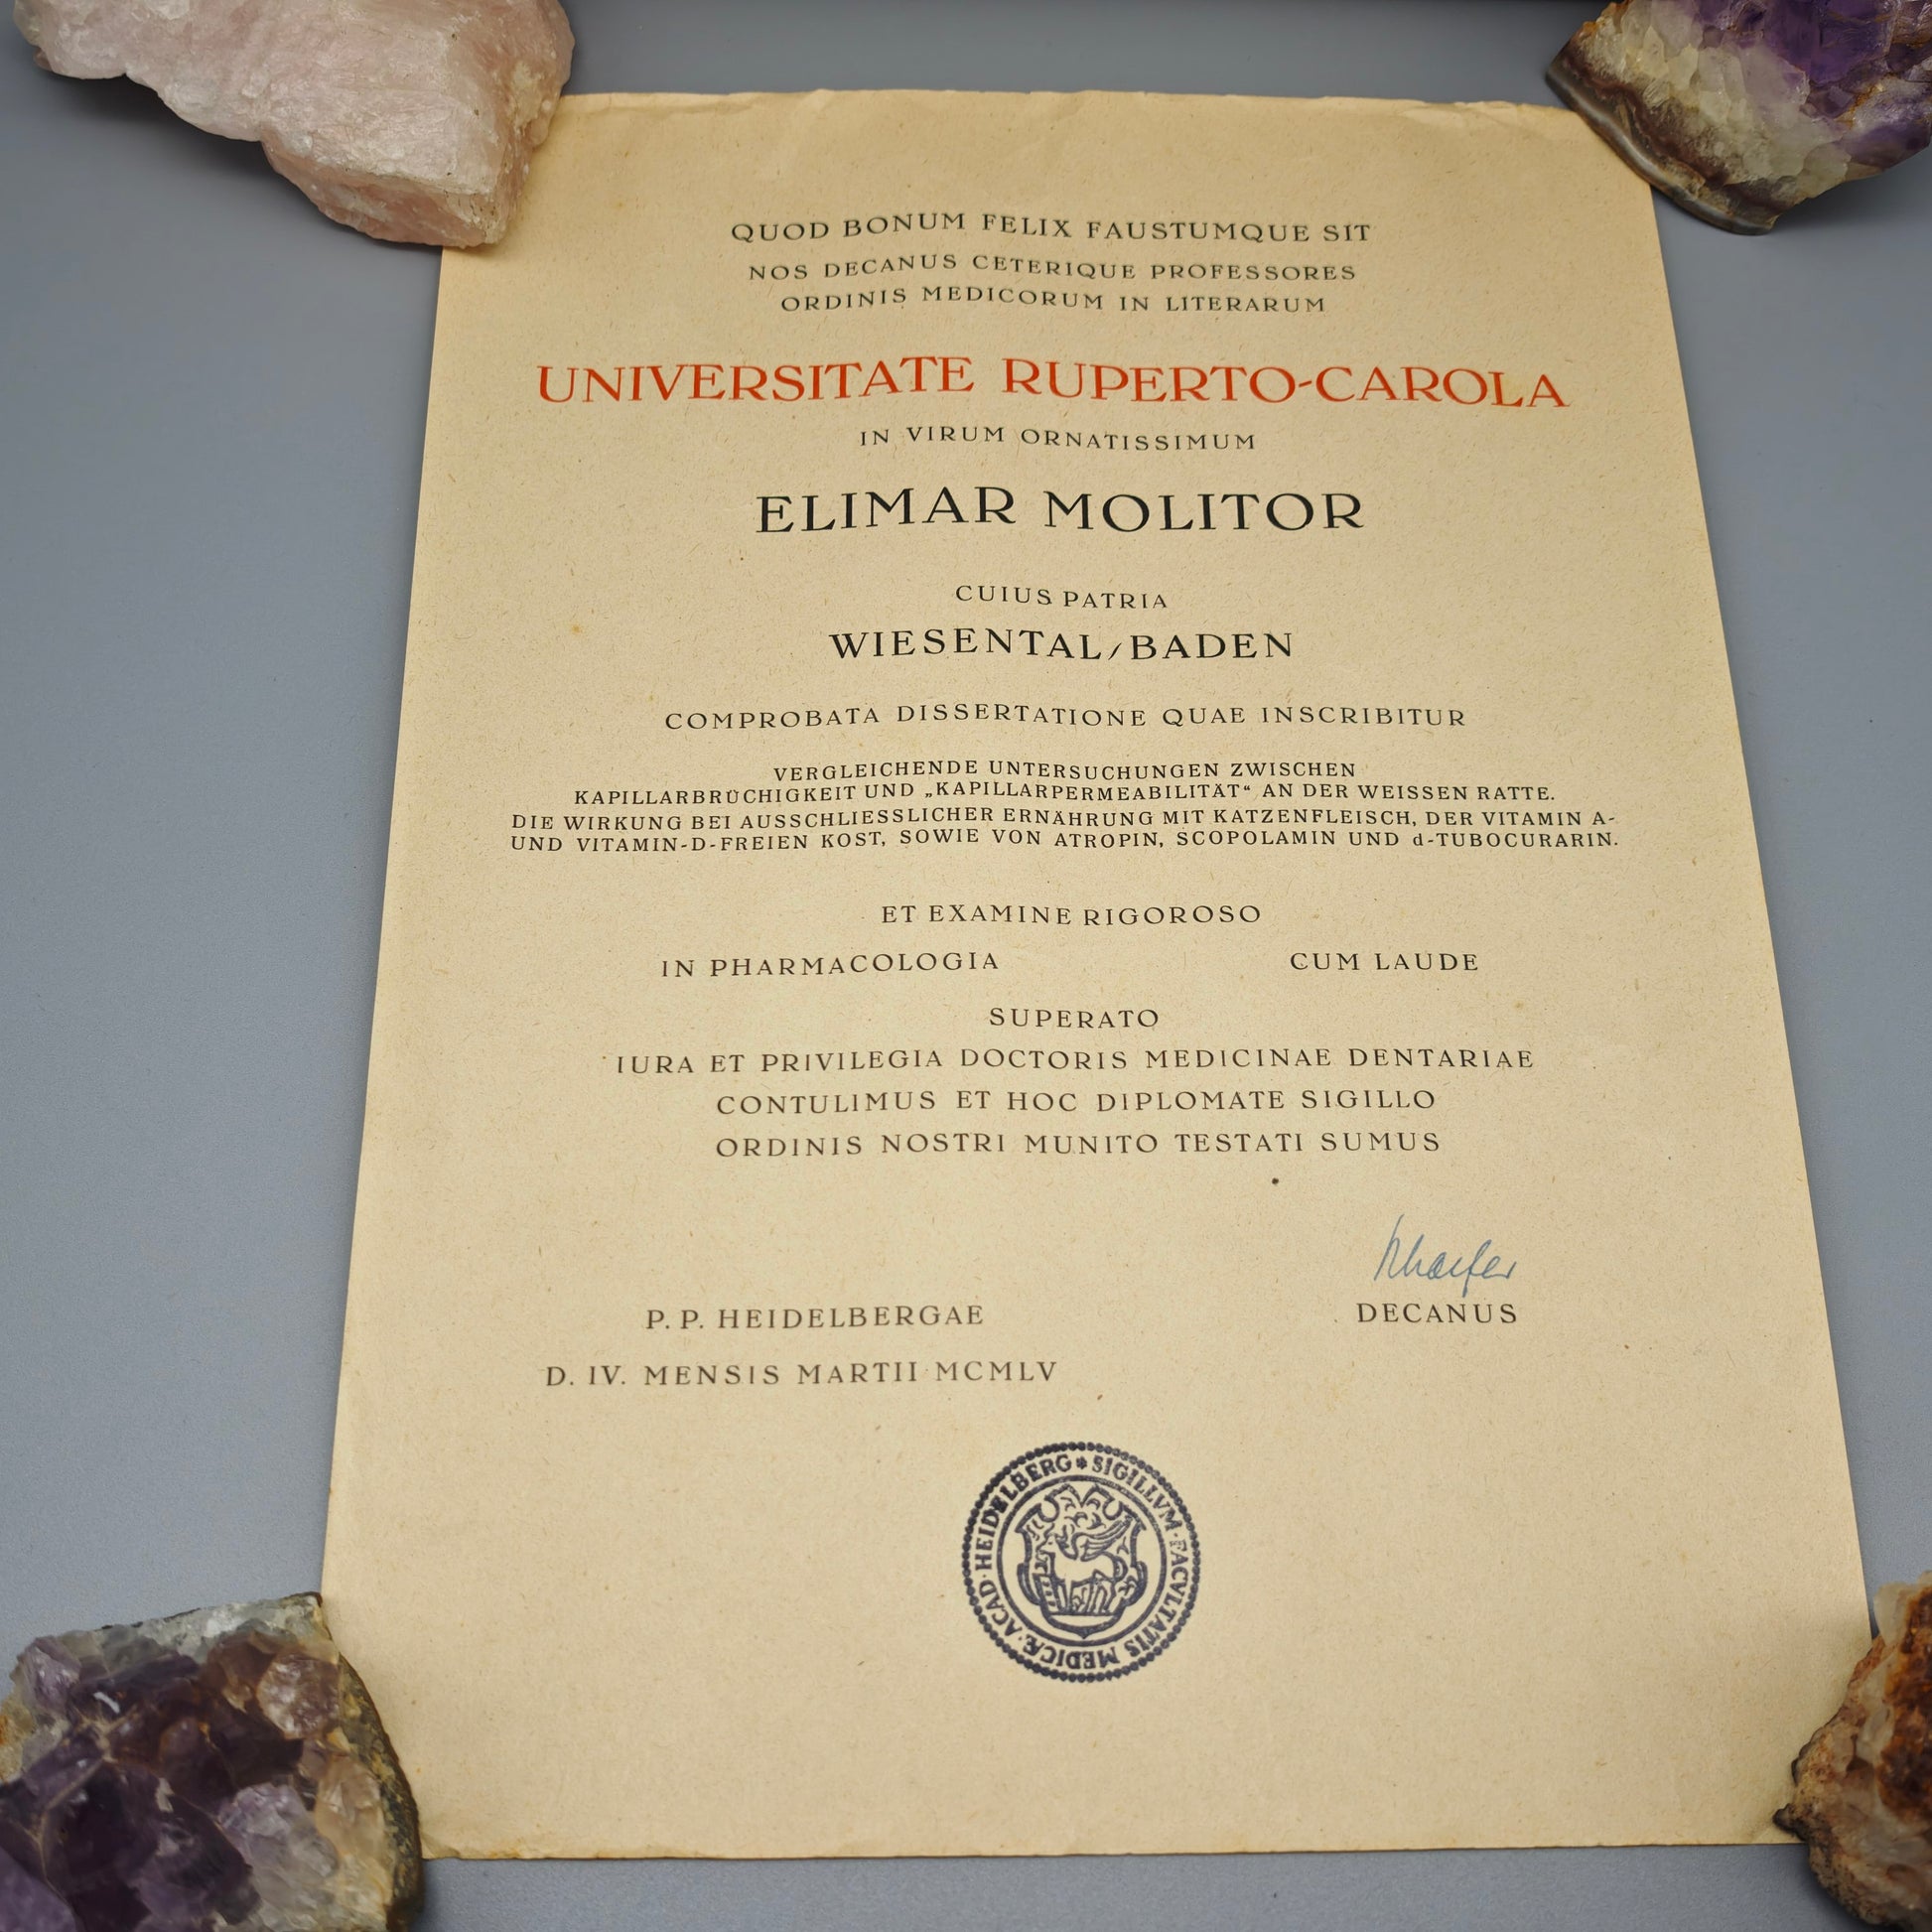 QUOD BONUM FELIX FAUSTUMQUE SIT
NOS DECANUS CETERIQUE PROFESSORES
ORDINIS MEDICORUM IN LITERARUM
UNIVERSITATE RUPERTO-CAROLA
IN VIRUM ORNATISSIMUM
ELIMAR MOLITOR
CUIUS PATRIA
WIESENTAL/BADEN
COMPROBATA DISSERTATIONE QUAE INSCRIBITUR
VERGLEICHENDE UNTERSUCHUNGEN ZWISCHEN
KAPILLARBRÜCHIGKEIT UND „KAPILLARPERMEABILITÄT“ AN DER WEISSEN RATTE.
DIE WIRKUNG BEI AUSSCHLIESSLICHER ERNÄHRUNG MIT KATZENFLEISCH, DER VITAMIN A-
UND VITAMIN-D-FREIEN KOST, SOWIE VON ATROPIN, SCOPOLAMIN UND d-TUBOCURARIN.
ET EXAMINE RIGOROSO
IN PHARMACOLOGIA CUM LAUDE
SUPERATO
IURA ET PRIVILEGIA DOCTORIS MEDICINAE DENTARIAE
CONTULIMUS ET HOC DIPLOMATE SIGILLO
ORDINIS NOSTRI MUNITO TESTATI SUMUS
Schaefer
P. P. HEIDELBERGAE DECANUS
D. IV. MENSIS MARTII MCMLV
SIGILLVM · FACVLTATIS MEDICÆ · ACAD · HEIDELBERG *